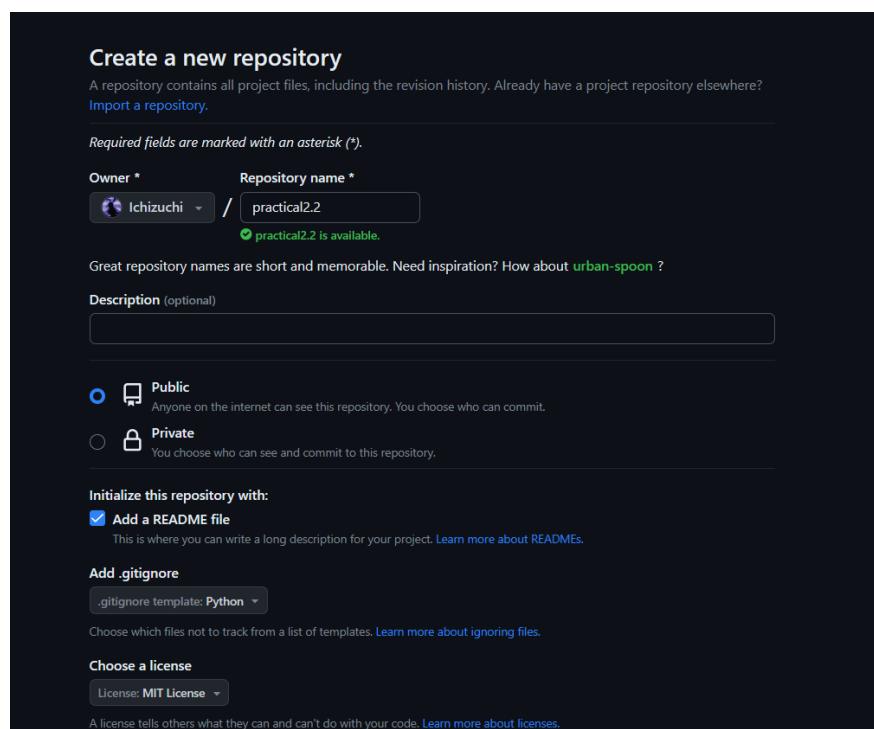 Create a new repository
A repository contains all project files, including the revision history. Already have a project repository elsewhere?
Import a repository.
Required fields are marked with an asterisk (*).
Owner * Repository name *
Ichizuchi / practical2.2
practical2.2 is available.
Great repository names are short and memorable. Need inspiration? How about urban-spoon ?
Description (optional)
Public
Anyone on the internet can see this repository. You choose who can commit.
Private
You choose who can see and commit to this repository.
Initialize this repository with:
Add a README file
This is where you can write a long description for your project. Learn more about READMEs.
Add .gitignore
.gitignore template: Python
Choose which files not to track from a list of templates. Learn more about ignoring files.
Choose a license
License: MIT License
A license tells others what they can and can't do with your code. Learn more about licenses.